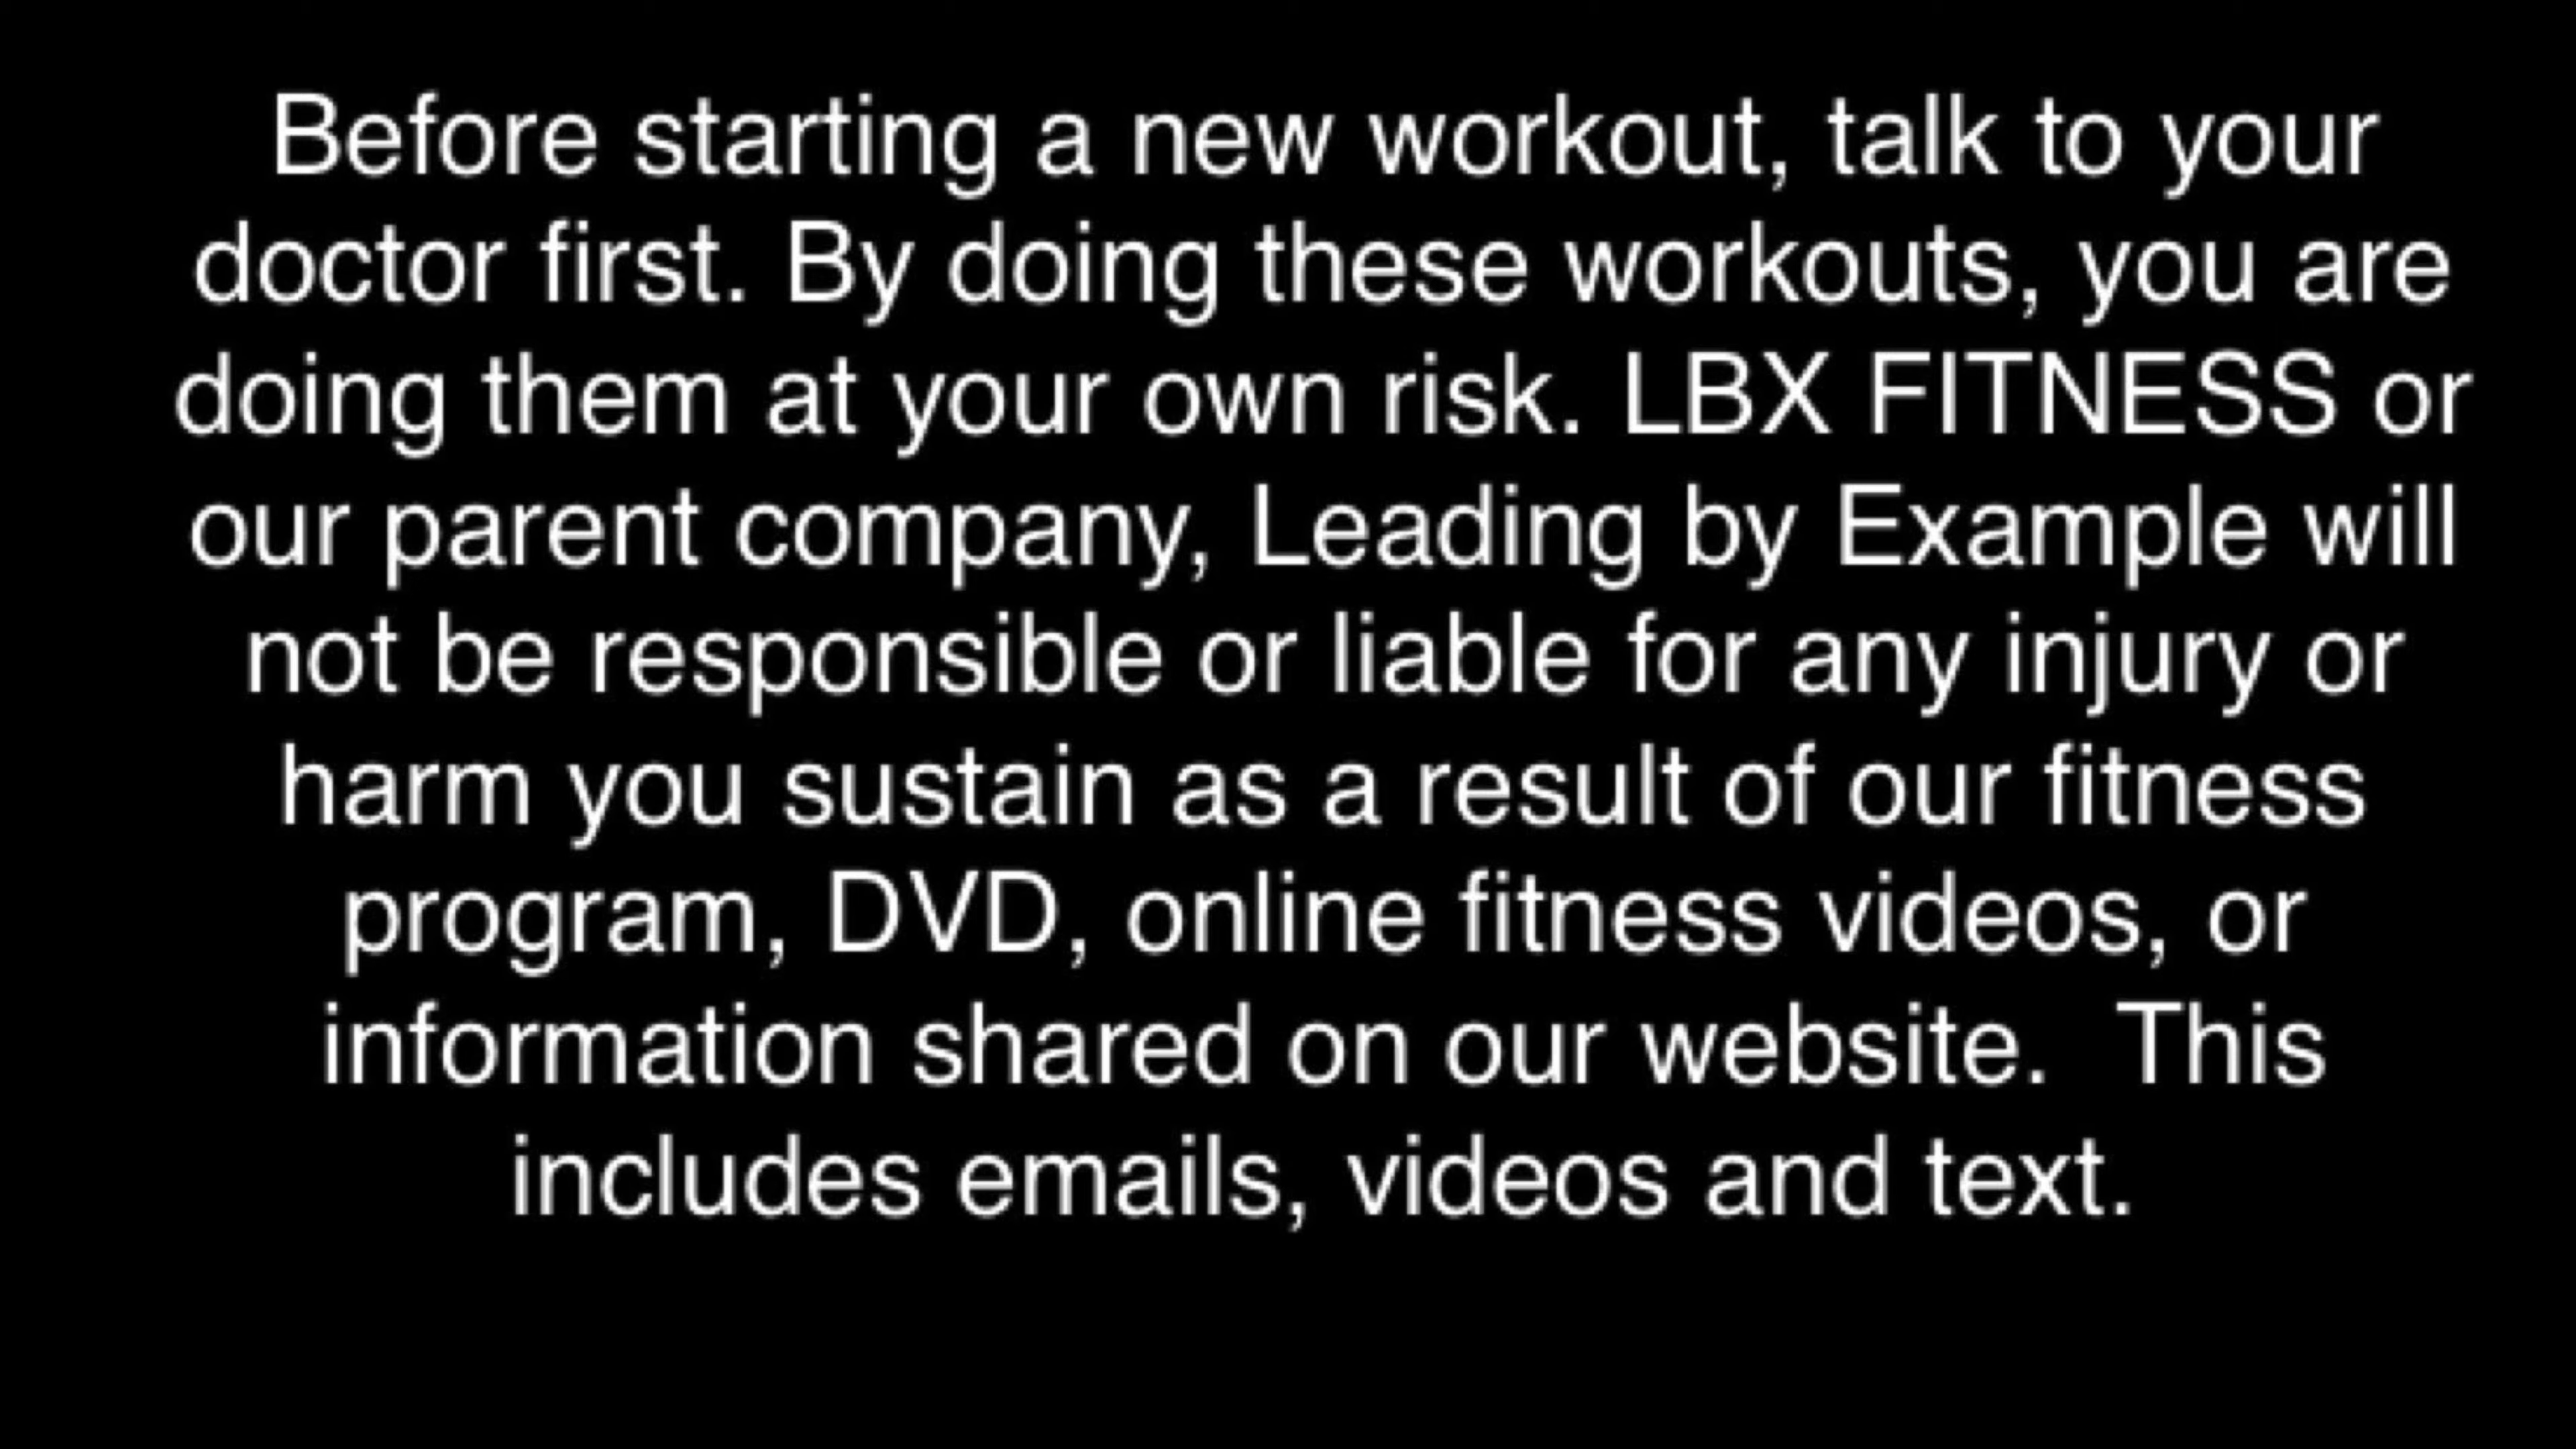 Before starting a new workout, talk to your
doctor first. By doing these workouts, you are
doing them at your own risk. LBX FITNESS or
our parent company, Leading by Example will
not be responsible or liable for any injury or
harm you sustain as a result of our fitness
program, DVD, online fitness videos, or
information shared on our website.  This
includes emails, videos and text.